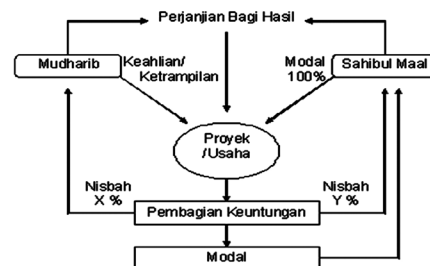 Perjanjian Bagi Hasil
Mudharib
Keahlian/
Ketrampilan
Modal
100%
Sahibul Maal
Proyek
/Usaha
Nisbah
X %
Nisbah
Y %
Pembagian Keuntungan
Modal